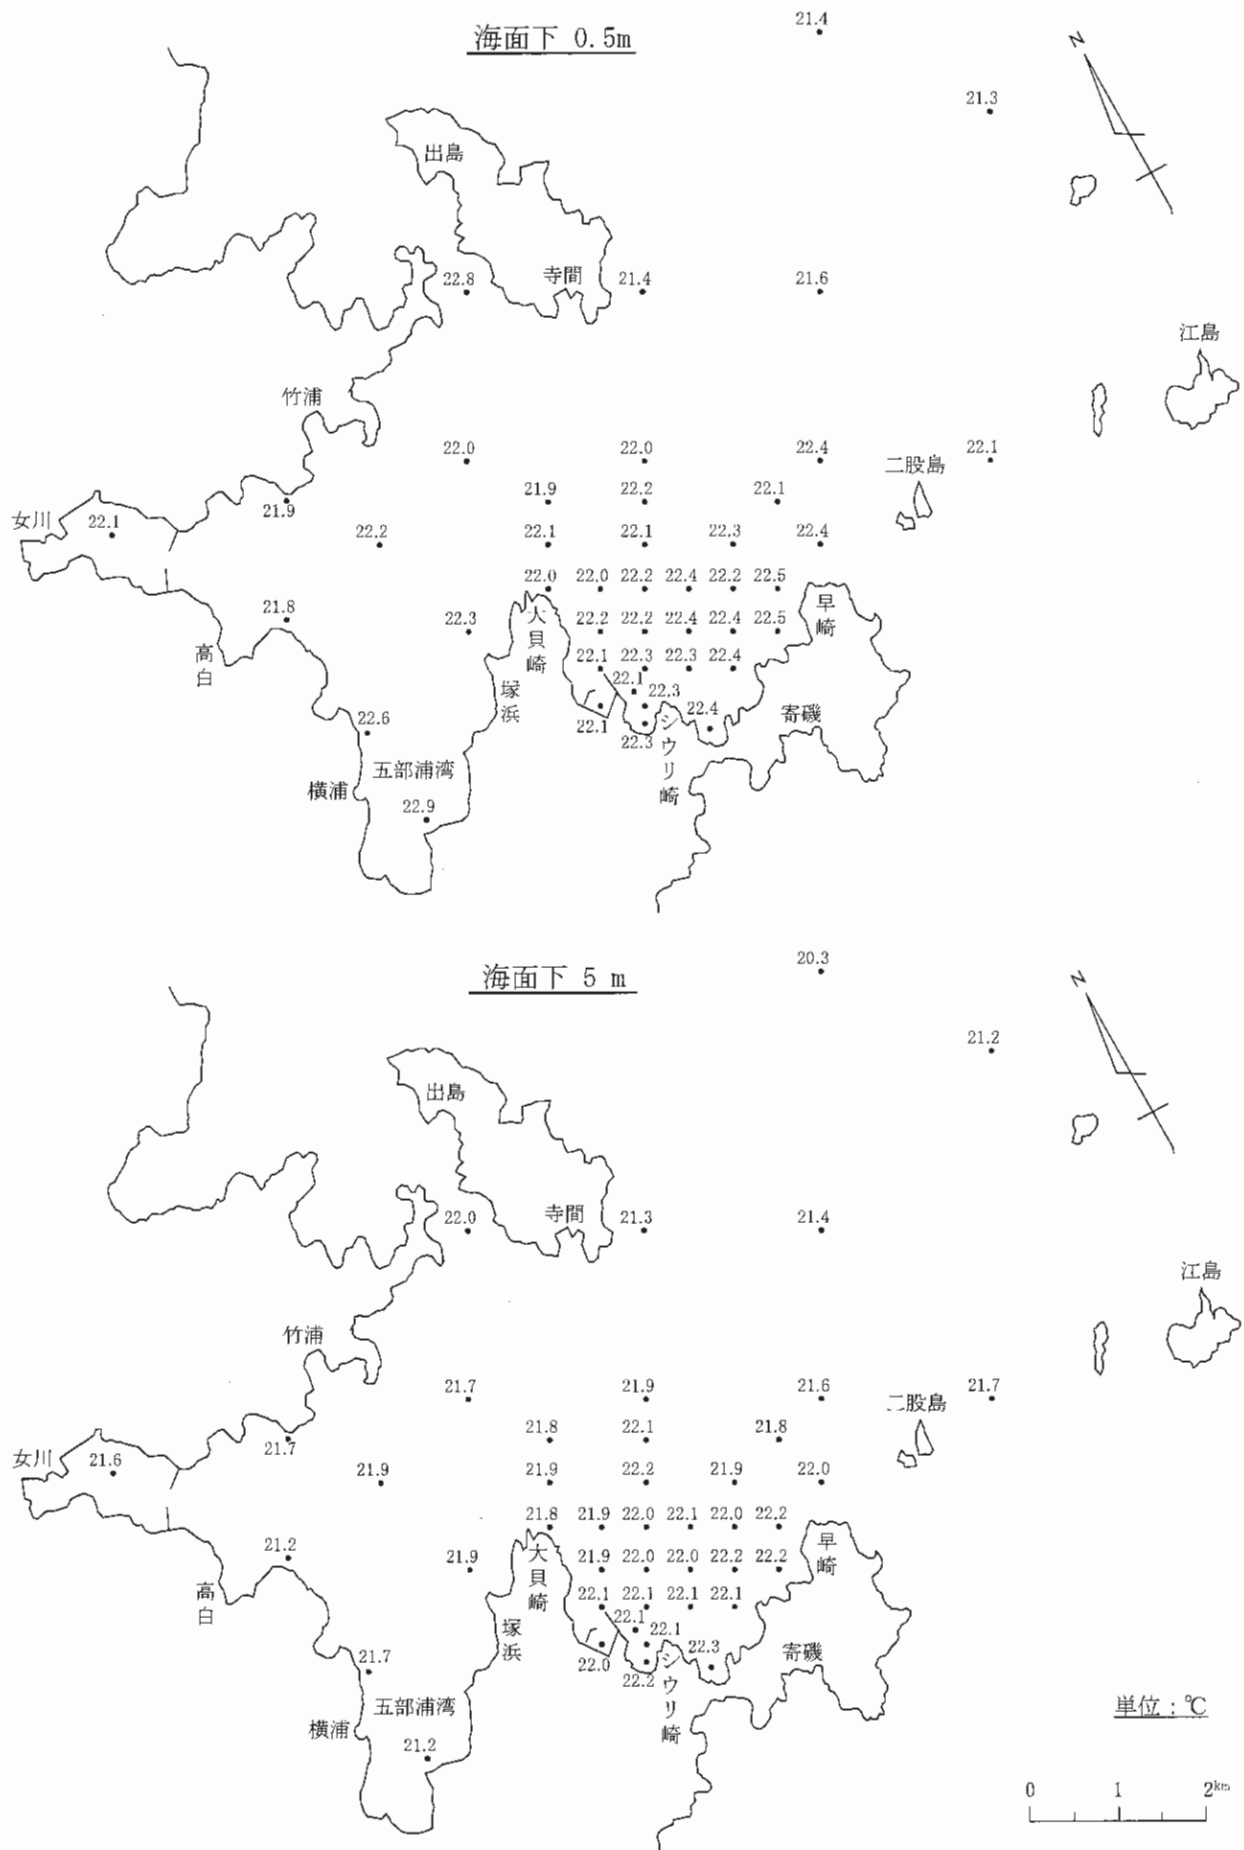 海面下 0.5m
21.4
N
21.3
出島
寺間
22.8
21.4
21.6
江島
竹浦
22.0
22.0
22.4
二股島
22.1
女川
22.1
21.9
21.9
22.2
22.1
22.2
22.1
22.1
22.3
22.4
22.0
22.0
22.2
22.4
22.2
22.5
21.8
22.3
大貝崎
22.2
22.2
22.4
22.4
22.5
早崎
高白
22.1
22.3
22.3
22.4
塚浜
22.1
22.3
22.6
22.1
22.3
22.4
シウリ崎
寄磯
五部浦湾
横浦
22.9
海面下 5 m
20.3
N
21.2
出島
寺間
22.0
21.3
21.4
江島
竹浦
21.7
21.9
21.6
二股島
21.7
女川
21.6
21.7
21.8
22.1
21.8
21.9
21.9
22.2
21.9
22.0
21.8
21.9
22.0
22.1
22.0
22.2
21.2
21.9
大貝崎
21.9
22.0
22.0
22.2
22.2
早崎
高白
22.1
22.1
22.1
22.1
塚浜
22.1
22.1
21.7
22.0
22.2
22.3
シウリ崎
寄磯
五部浦湾
横浦
21.2
単位：℃
0 1 2km